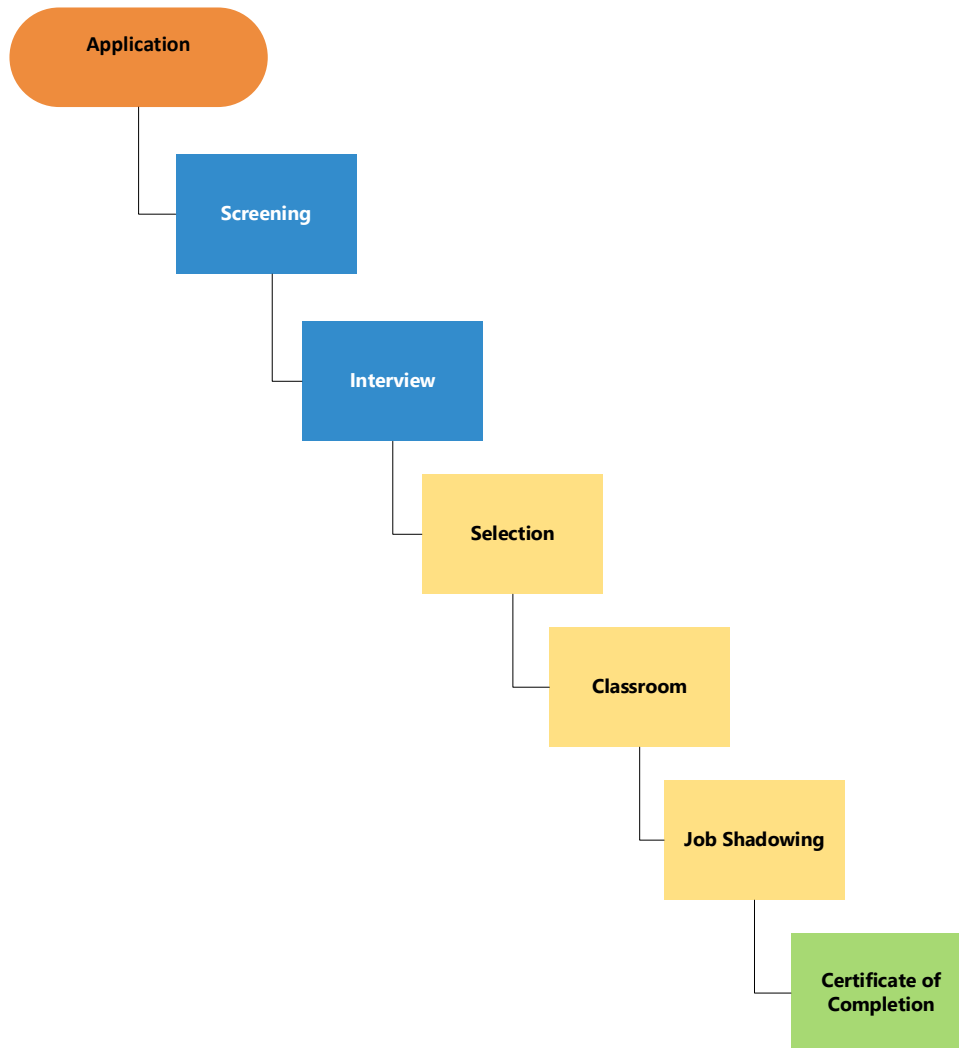 Application
Screening
Interview
Selection
Classroom
Job Shadowing
Certificate of
Completion